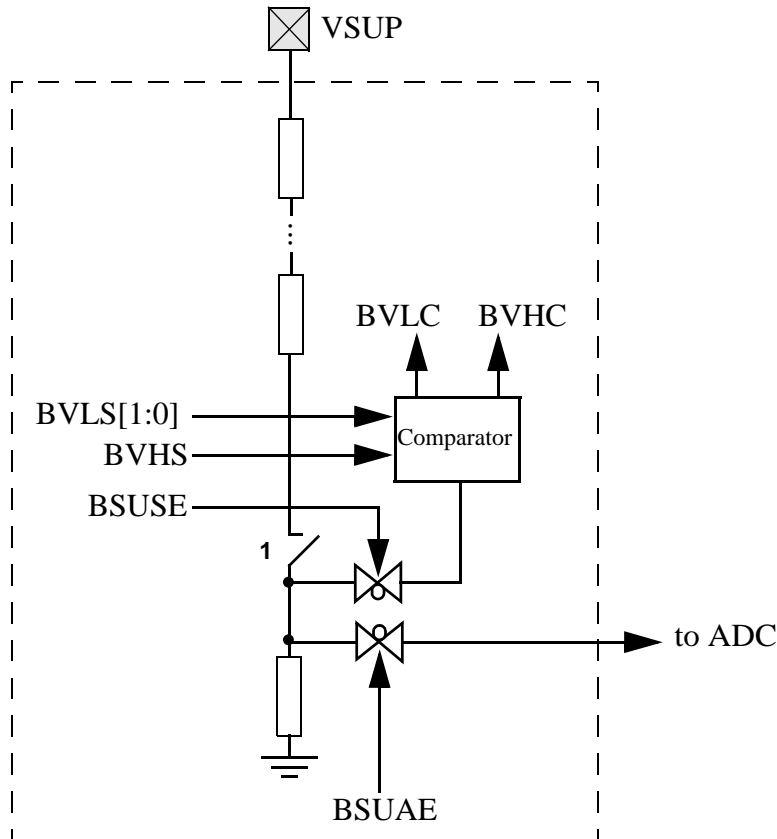 VSUP
BVLC BVHC
BVLS[1:0]
Comparator
BVHS
BSUSE
1
to ADC
BSUAE